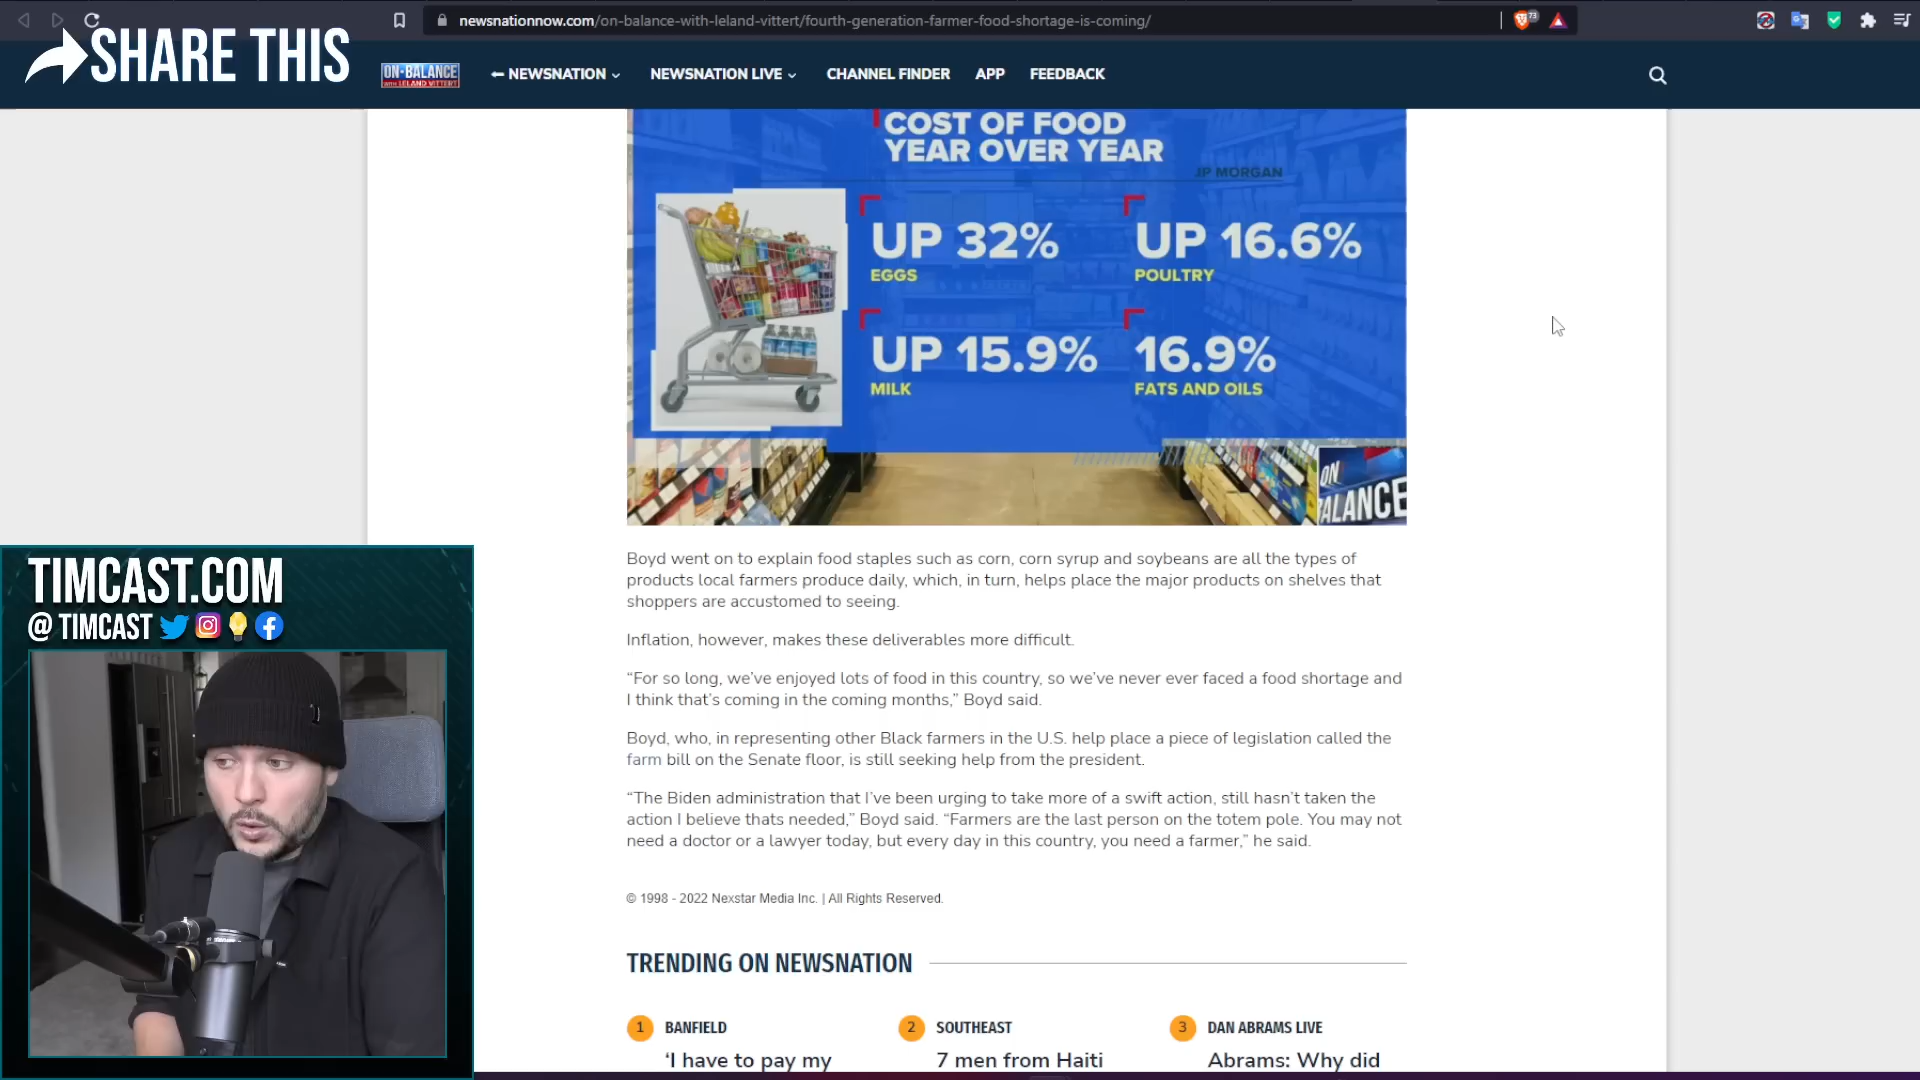 newsnationnow.com/on-balance-with-leland-vittert/fourth-generation-farmer-food-shortage-is-coming/
73
SHARE THIS
ON-BALANCE
WITH LELAND VITTERT
NEWSNATION
NEWSNATION LIVE
CHANNEL FINDER
APP
FEEDBACK
COST OF FOOD
YEAR OVER YEAR
JP MORGAN
UP 32%
EGGS
UP 16.6%
POULTRY
UP 15.9%
MILK
16.9%
FATS AND OILS
ON
BALANCE
Boyd went on to explain food staples such as corn, corn syrup and soybeans are all the types of
products local farmers produce daily, which, in turn, helps place the major products on shelves that
shoppers are accustomed to seeing.
Inflation, however, makes these deliverables more difficult.
“For so long, we’ve enjoyed lots of food in this country, so we’ve never ever faced a food shortage and
I think that’s coming in the coming months,” Boyd said.
Boyd, who, in representing other Black farmers in the U.S. help place a piece of legislation called the
farm bill on the Senate floor, is still seeking help from the president.
“The Biden administration that I’ve been urging to take more of a swift action, still hasn’t taken the
action I believe thats needed,” Boyd said. “Farmers are the last person on the totem pole. You may not
need a doctor or a lawyer today, but every day in this country, you need a farmer,” he said.
© 1998 - 2022 Nexstar Media Inc. | All Rights Reserved.
TRENDING ON NEWSNATION
1 BANFIELD
‘I have to pay my
2 SOUTHEAST
7 men from Haiti
3 DAN ABRAMS LIVE
Abrams: Why did
TIMCAST.COM
@ TIMCAST